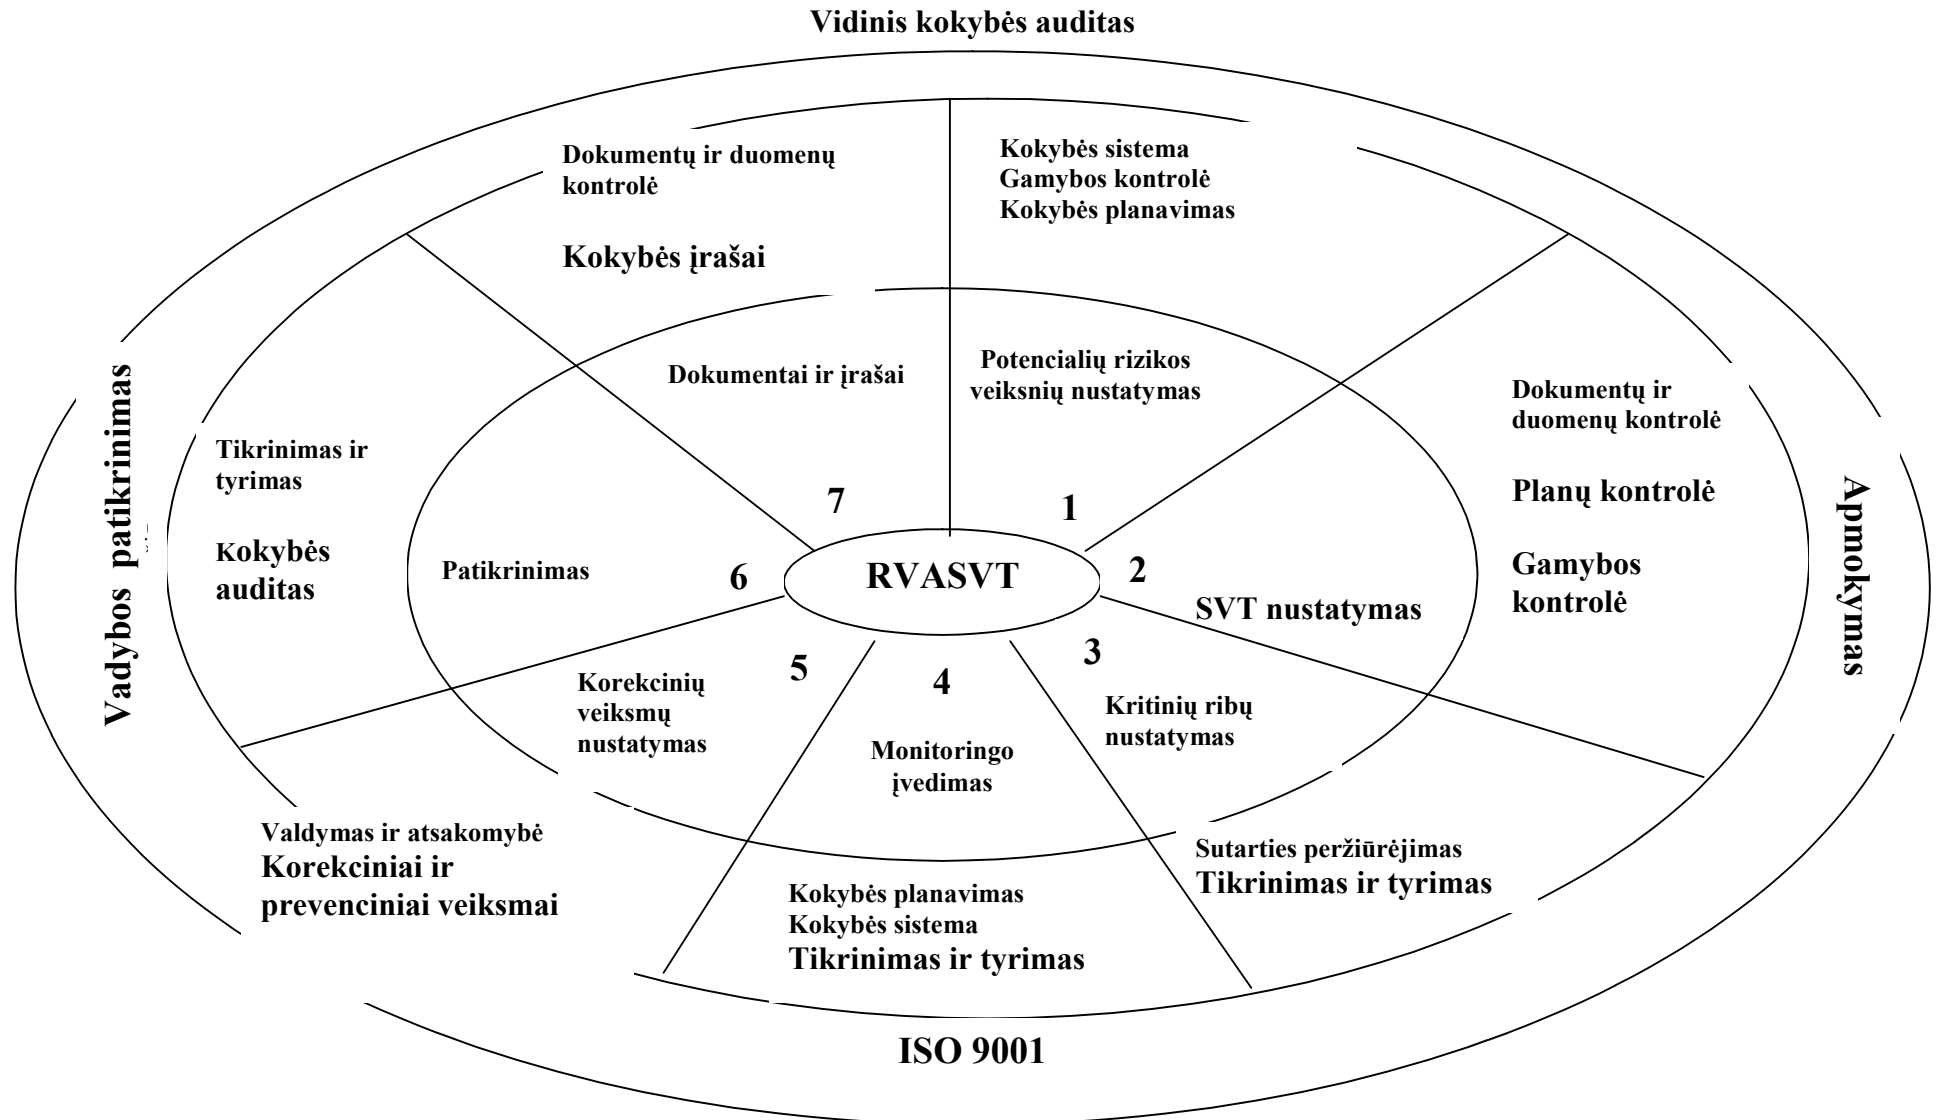 Vidinis kokybės auditas
Dokumentų ir duomenų
kontrolė
Kokybės įrašai
Kokybės sistema
Gamybos kontrolė
Kokybės planavimas
Dokumentai ir įrašai
Potencialių rizikos
veiksnių nustatymas
Dokumentų ir
duomenų kontrolė
Planų kontrolė
Gamybos
kontrolė
Vadybos patikrinimas
Tikrinimas ir
tyrimas
Kokybės
auditas
Patikrinimas
7
1
6
RVASVT
2
SVT nustatymas
Apmokymas
5
4
3
Korekcinių
veiksmų
nustatymas
Monitoringo
įvedimas
Kritinių ribų
nustatymas
Valdymas ir atsakomybė
Korekciniai ir
prevenciniai veiksmai
Kokybės planavimas
Kokybės sistema
Tikrinimas ir tyrimas
Sutarties peržiūrėjimas
Tikrinimas ir tyrimas
ISO 9001